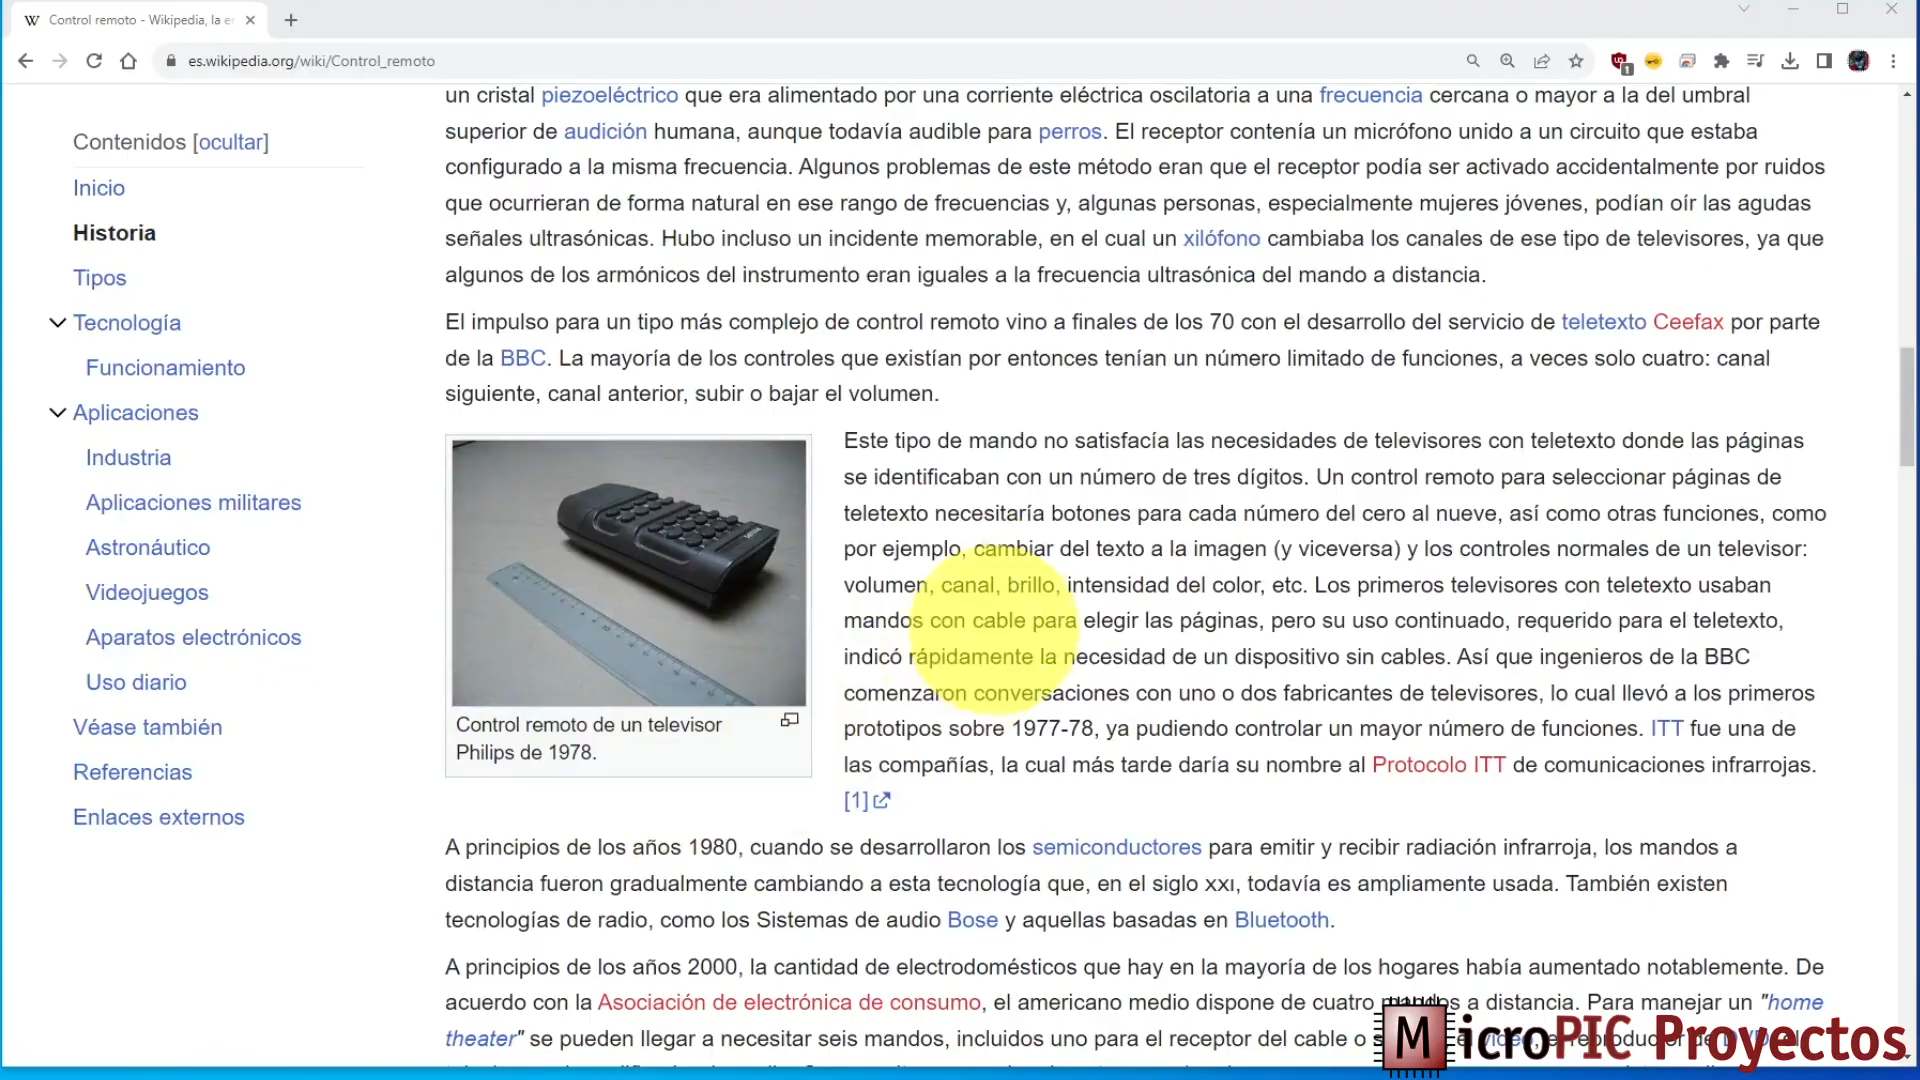 Control remoto - Wikipedia, la en
es.wikipedia.org/wiki/Control_remoto
1
Contenidos [ocultar]
Inicio
Historia
Tipos
Tecnología
Funcionamiento
Aplicaciones
Industria
Aplicaciones militares
Astronáutico
Videojuegos
Aparatos electrónicos
Uso diario
Véase también
Referencias
Enlaces externos
un cristal piezoeléctrico que era alimentado por una corriente eléctrica oscilatoria a una frecuencia cercana o mayor a la del umbral
superior de audición humana, aunque todavía audible para perros. El receptor contenía un micrófono unido a un circuito que estaba
configurado a la misma frecuencia. Algunos problemas de este método eran que el receptor podía ser activado accidentalmente por ruidos
que ocurrieran de forma natural en ese rango de frecuencias y, algunas personas, especialmente mujeres jóvenes, podían oír las agudas
señales ultrasónicas. Hubo incluso un incidente memorable, en el cual un xilófono cambiaba los canales de ese tipo de televisores, ya que
algunos de los armónicos del instrumento eran iguales a la frecuencia ultrasónica del mando a distancia.
El impulso para un tipo más complejo de control remoto vino a finales de los 70 con el desarrollo del servicio de teletexto Ceefax por parte
de la BBC. La mayoría de los controles que existían por entonces tenían un número limitado de funciones, a veces solo cuatro: canal
siguiente, canal anterior, subir o bajar el volumen.
Control remoto de un televisor
Philips de 1978.
Este tipo de mando no satisfacía las necesidades de televisores con teletexto donde las páginas
se identificaban con un número de tres dígitos. Un control remoto para seleccionar páginas de
teletexto necesitaría botones para cada número del cero al nueve, así como otras funciones, como
por ejemplo, cambiar del texto a la imagen (y viceversa) y los controles normales de un televisor:
volumen, canal, brillo, intensidad del color, etc. Los primeros televisores con teletexto usaban
mandos con cable para elegir las páginas, pero su uso continuado, requerido para el teletexto,
indicó rápidamente la necesidad de un dispositivo sin cables. Así que ingenieros de la BBC
comenzaron conversaciones con uno o dos fabricantes de televisores, lo cual llevó a los primeros
prototipos sobre 1977-78, ya pudiendo controlar un mayor número de funciones. ITT fue una de
las compañías, la cual más tarde daría su nombre al Protocolo ITT de comunicaciones infrarrojas.
[1]
A principios de los años 1980, cuando se desarrollaron los semiconductores para emitir y recibir radiación infrarroja, los mandos a
distancia fueron gradualmente cambiando a esta tecnología que, en el siglo XXI, todavía es ampliamente usada. También existen
tecnologías de radio, como los Sistemas de audio Bose y aquellas basadas en Bluetooth.
A principios de los años 2000, la cantidad de electrodomésticos que hay en la mayoría de los hogares había aumentado notablemente. De
acuerdo con la Asociación de electrónica de consumo, el americano medio dispone de cuatro mandos a distancia. Para manejar un "home
theater" se pueden llegar a necesitar seis mandos, incluidos uno para el receptor del cable o
MicroPIC Proyectos